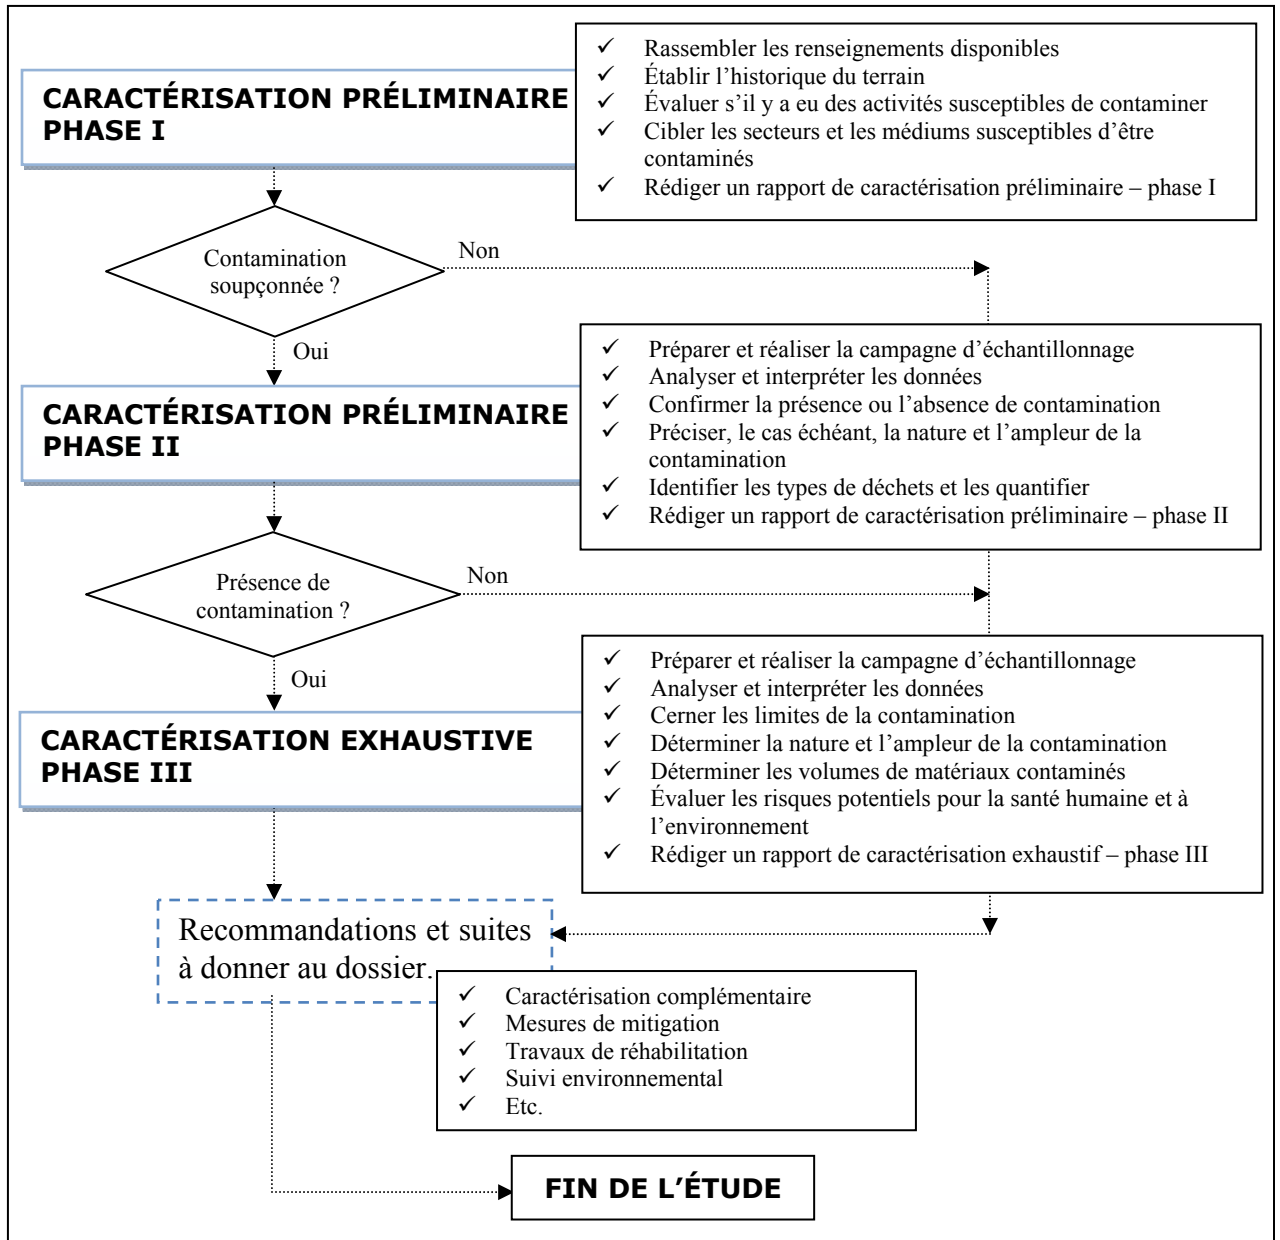 CARACTÉRISATION PRÉLIMINAIRE
PHASE I
✓ Rassembler les renseignements disponibles
✓ Établir l’historique du terrain
✓ Évaluer s’il y a eu des activités susceptibles de contaminer
✓ Cibler les secteurs et les médiums susceptibles d’être
contaminés
✓ Rédiger un rapport de caractérisation préliminaire – phase I
Contamination
soupçonnée ?
Non
Oui
CARACTÉRISATION PRÉLIMINAIRE
PHASE II
✓ Préparer et réaliser la campagne d’échantillonnage
✓ Analyser et interpréter les données
✓ Confirmer la présence ou l’absence de contamination
✓ Préciser, le cas échéant, la nature et l’ampleur de la
contamination
✓ Identifier les types de déchets et les quantifier
✓ Rédiger un rapport de caractérisation préliminaire – phase II
Présence de
contamination ?
Non
Oui
CARACTÉRISATION EXHAUSTIVE
PHASE III
✓ Préparer et réaliser la campagne d’échantillonnage
✓ Analyser et interpréter les données
✓ Cerner les limites de la contamination
✓ Déterminer la nature et l’ampleur de la contamination
✓ Déterminer les volumes de matériaux contaminés
✓ Évaluer les risques potentiels pour la santé humaine et à
l’environnement
✓ Rédiger un rapport de caractérisation exhaustif – phase III
Recommandations et suites
à donner au dossier.
✓ Caractérisation complémentaire
✓ Mesures de mitigation
✓ Travaux de réhabilitation
✓ Suivi environnemental
✓ Etc.
FIN DE L’ÉTUDE